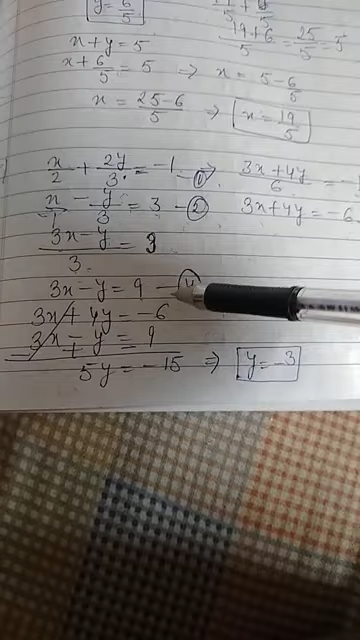 y = 6/5
19+6/5 = 25/5 = 5
x + y = 5
x + 6/5 = 5 ⇒ x = 5 - 6/5
x = 25-6/5 ⇒ x = 19/5
x/2 + 2y/3 = -1 - ① ⇒ 3x+4y/6 =
x/1 - y/3 = 3 - ② 3x+4y = -6
3x-y/3 = 3
3x - y = 9 -
3x + 4y = -6
3x - y = 9
5y = -15 ⇒ y = -3